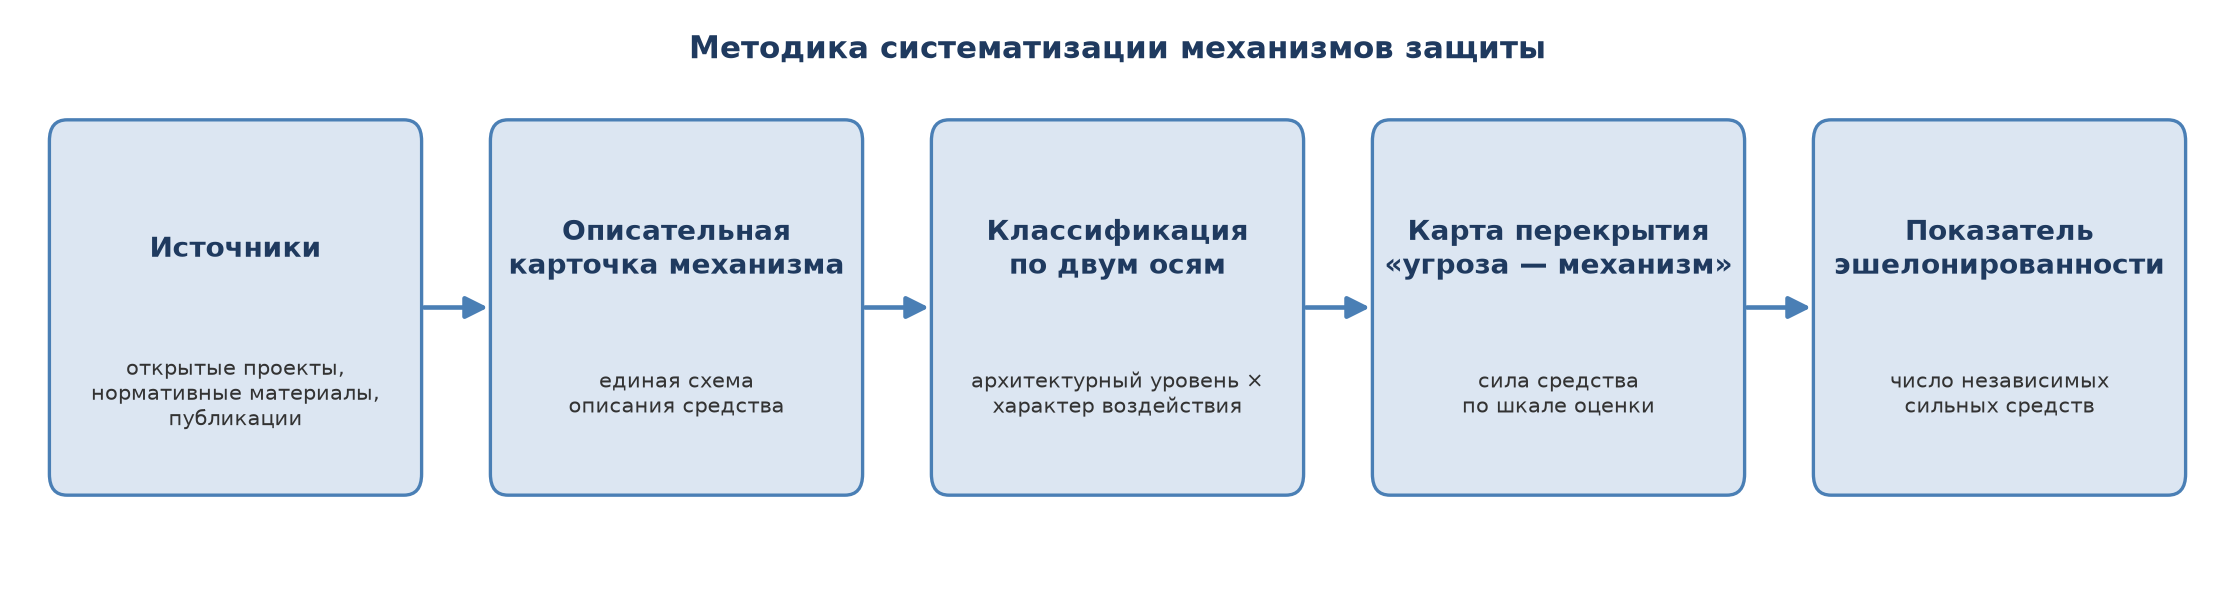 Методика систематизации механизмов защиты
Источники
открытые проекты,
нормативные материалы,
публикации
Описательная
карточка механизма
единая схема
описания средства
Классификация
по двум осям
архитектурный уровень ×
характер воздействия
Карта перекрытия
«угроза — механизм»
сила средства
по шкале оценки
Показатель
эшелонированности
число независимых
сильных средств